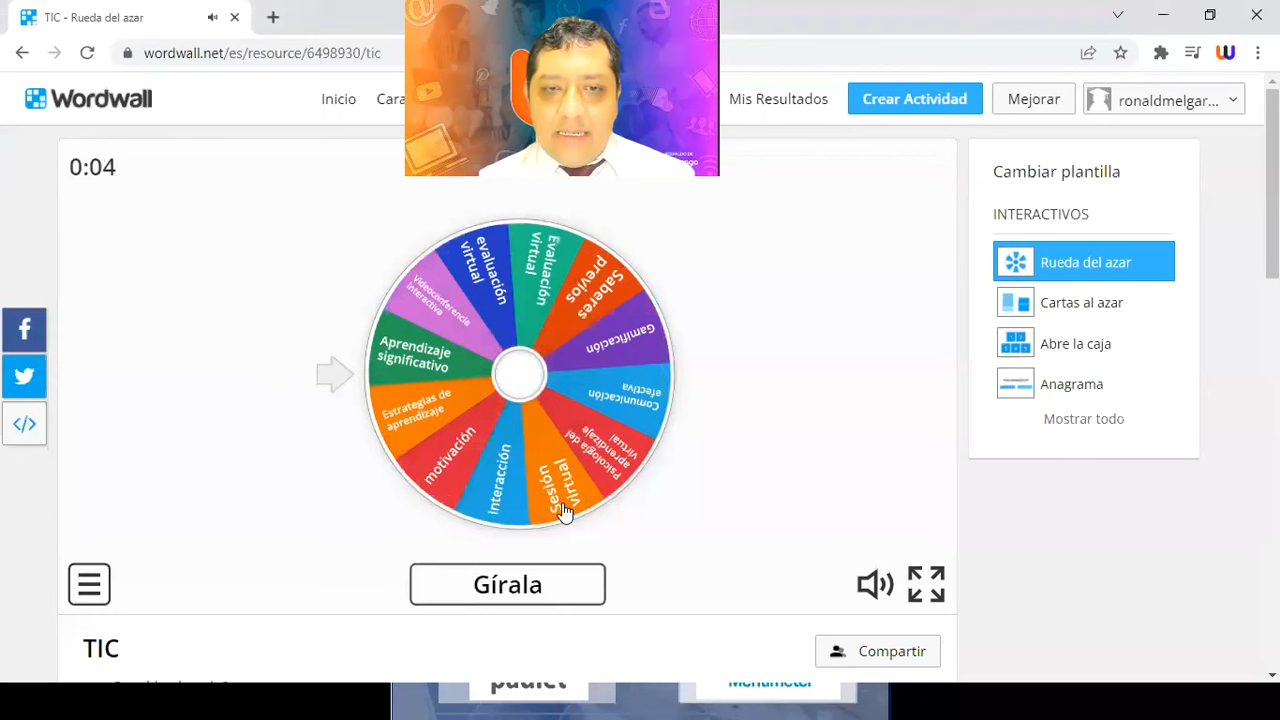 TIC - Rueda del azar
wordwall.net/es/resource/6498930/tic
Wordwall
Inicio
Mis Resultados
Crear Actividad
Mejorar
ronaldmelgar...
0:04
Evaluación
virtual
Saberes
previos
Gamificación
Comunicación
efectiva
Psicología del
aprendizaje
virtual
Sesión
virtual
Interacción
motivación
Estrategias de
aprendizaje
Aprendizaje
significativo
Videoconferencia
Interactiva
evaluación
virtual
Gírala
TIC
Compartir
Cambiar plantilla
INTERACTIVOS
Rueda del azar
Cartas al azar
Abre la caja
Anagrama
Mostrar todo
padlet
Mentimeter